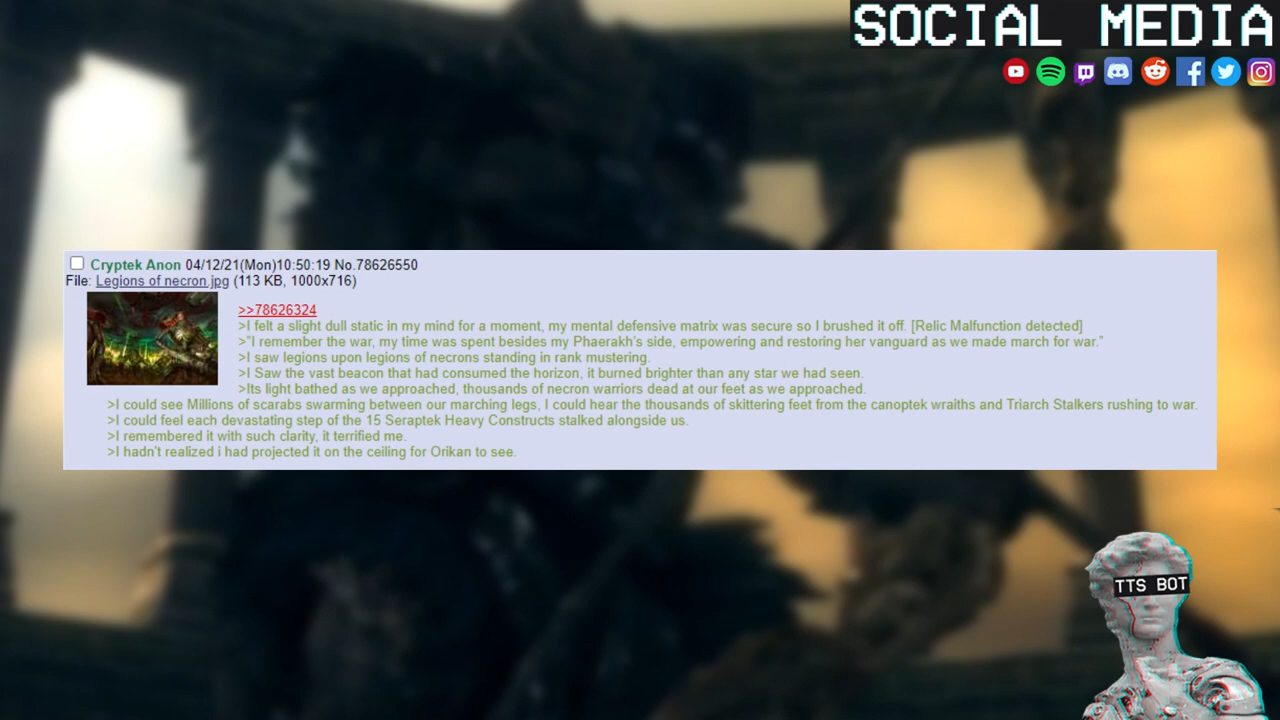 SOCIAL MEDIA
Cryptek Anon 04/12/21(Mon)10:50:19 No.78626550
File: Legions of necron.jpg (113 KB, 1000x716)
>>78626324
>I felt a slight dull static in my mind for a moment, my mental defensive matrix was secure so I brushed it off. [Relic Malfunction detected]
>"I remember the war, my time was spent besides my Phaerakh's side, empowering and restoring her vanguard as we made march for war."
>I saw legions upon legions of necrons standing in rank mustering.
>I Saw the vast beacon that had consumed the horizon, it burned brighter than any star we had seen.
>Its light bathed as we approached, thousands of necron warriors dead at our feet as we approached.
>I could see Millions of scarabs swarming between our marching legs, I could hear the thousands of skittering feet from the canoptek wraiths and Triarch Stalkers rushing to war.
>I could feel each devastating step of the 15 Seraptek Heavy Constructs stalked alongside us.
>I remembered it with such clarity, it terrified me.
>I hadn't realized i had projected it on the ceiling for Orikan to see.
TTS BOT